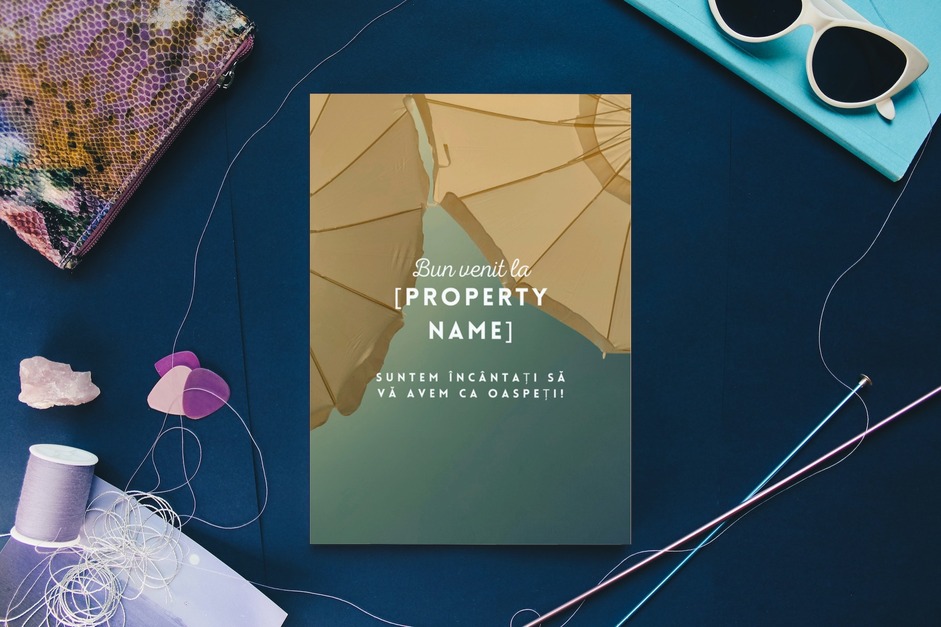 Bun venit la
[PROPERTY
NAME]
SUNTEM ÎNCÂNTAȚI SĂ
VĂ AVEM CA OASPEȚI!